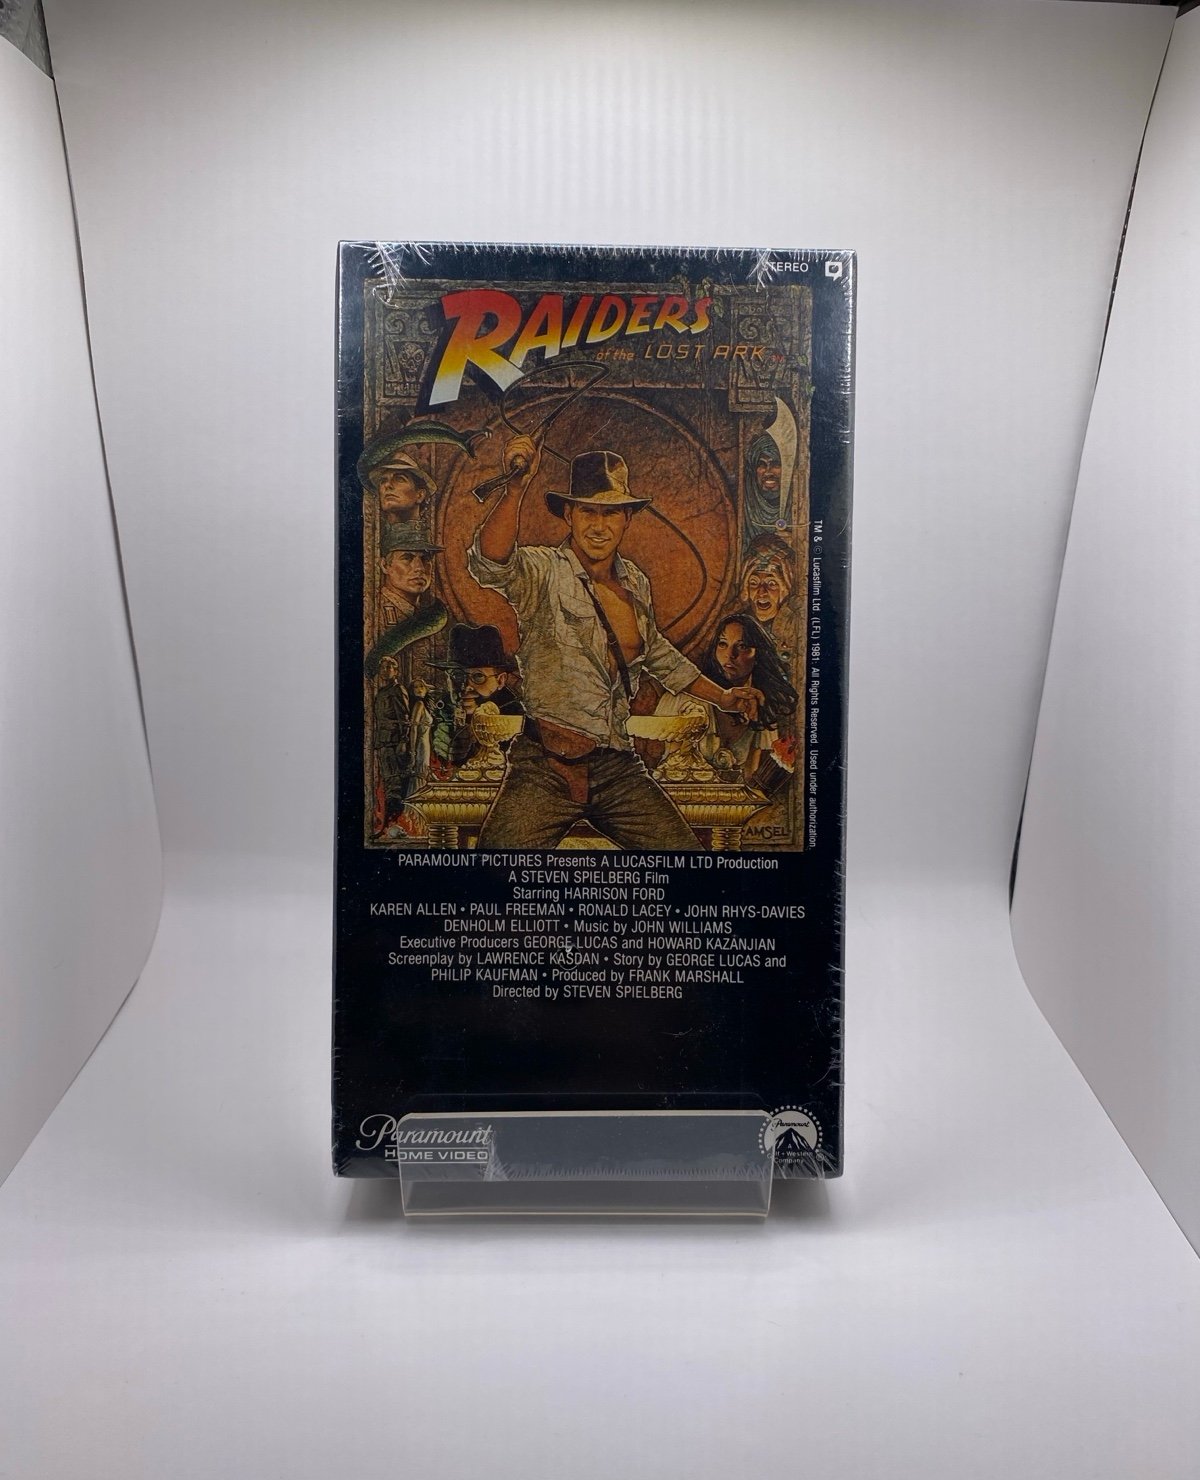 STEREO
RAIDERS
of the LOST ARK
TM & © Lucasfilm Ltd. (LFL) 1981. All Rights Reserved. Used under authorization.
AMSEL
PARAMOUNT PICTURES Presents A LUCASFILM LTD Production
A STEVEN SPIELBERG Film
Starring HARRISON FORD
KAREN ALLEN • PAUL FREEMAN • RONALD LACEY • JOHN RHYS-DAVIES
DENHOLM ELLIOTT • Music by JOHN WILLIAMS
Executive Producers GEORGE LUCAS and HOWARD KAZANJIAN
Screenplay by LAWRENCE KASDAN • Story by GEORGE LUCAS and
PHILIP KAUFMAN • Produced by FRANK MARSHALL
Directed by STEVEN SPIELBERG
Paramount
HOME VIDEO
Paramount
+ Western
Company